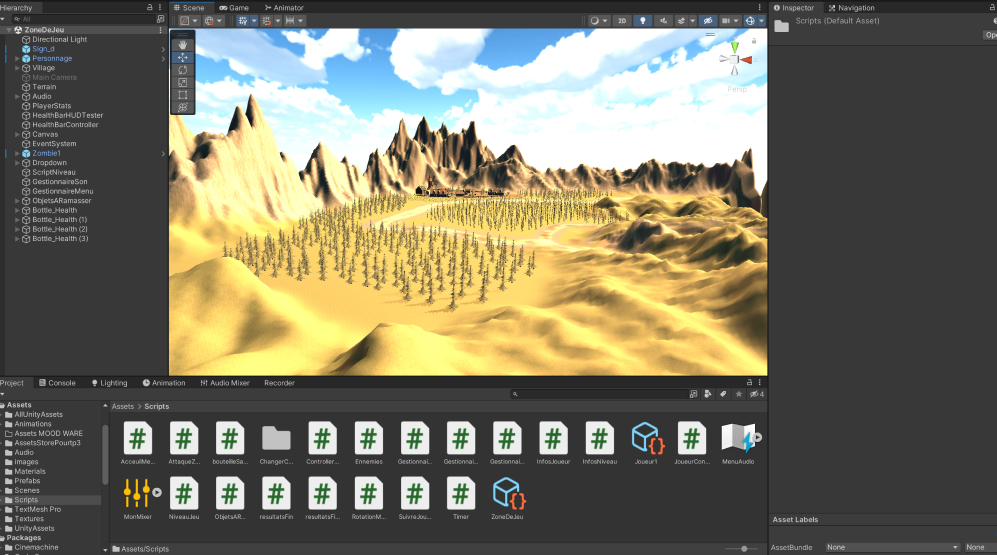 Hierarchy
Scene Game Animator
Inspector Navigation
All
2D
Scripts (Default Asset)
ZoneDeJeu
Directional Light
Sign_d
Personnage
Village
Main Camera
Terrain
Audio
PlayerStats
HealthBarHUDTester
HealthBarController
Canvas
EventSystem
Zombie1
Dropdown
ScriptNiveau
GestionnaireSon
GestionnaireMenu
ObjetsARamasser
Bottle_Health
Bottle_Health (1)
Bottle_Health (2)
Bottle_Health (3)
Persp
Project Console Lighting Animation Audio Mixer Recorder
4
Assets
AllUnityAssets
Animations
Assets MOOD WARE
AssetsStorePourtp3
Audio
images
Materials
Prefabs
Scenes
Scripts
TextMesh Pro
Textures
UnityAssets
Packages
Cinemachine
Assets > Scripts
AcceuilMe... AttaqueZ... bouteilleSa... ChangerC... Controller... Ennemies Gestionnai... Gestionnai... Gestionnai... InfosJoueur InfosNiveau Joueur1 JoueurCon... MenuAudio
MonMixer NiveauJeu ObjetsAR... resultatsFin resultatsFi... RotationM... SuivreJou... Timer ZoneDeJeu
Assets/Scripts
Asset Labels
AssetBundle None None